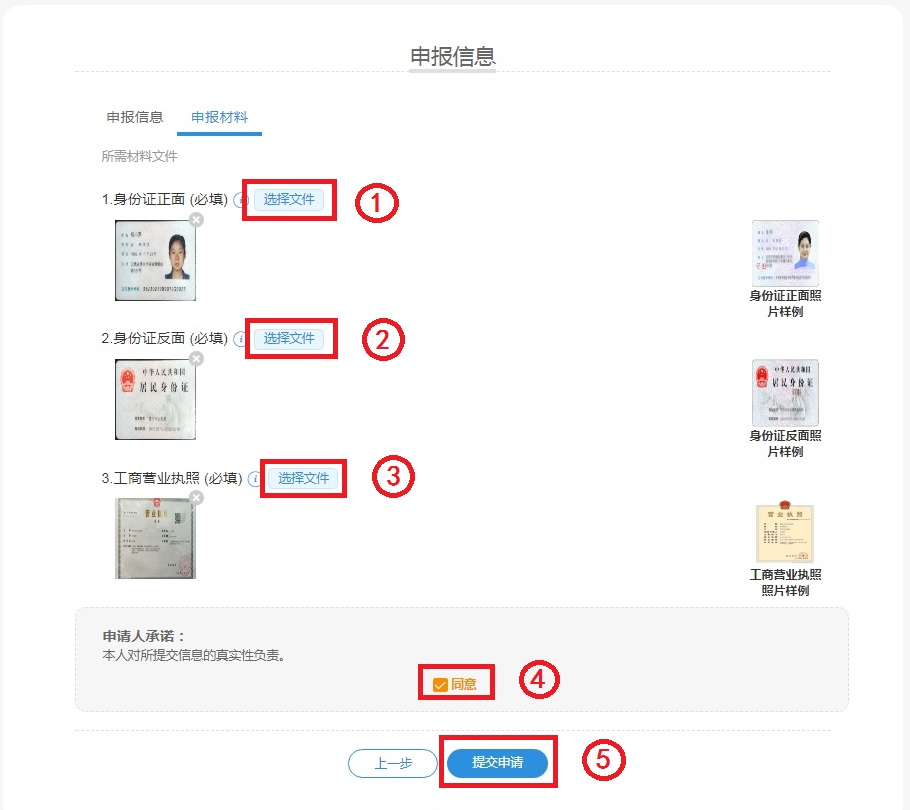 申报信息
申报信息 申报材料
所需材料文件
1.身份证正面 (必填) i 选择文件 1
身份证正面照
片样例
2.身份证反面 (必填) i 选择文件 2
中华人民共和国
居民身份证
中华人民共和国
居民身份证
身份证反面照
片样例
3.工商营业执照 (必填) i 选择文件 3
营业执照
营业执照
工商营业执照
照片样例
申请人承诺：
本人对所提交信息的真实性负责。
同意 4
上一步 提交申请 5